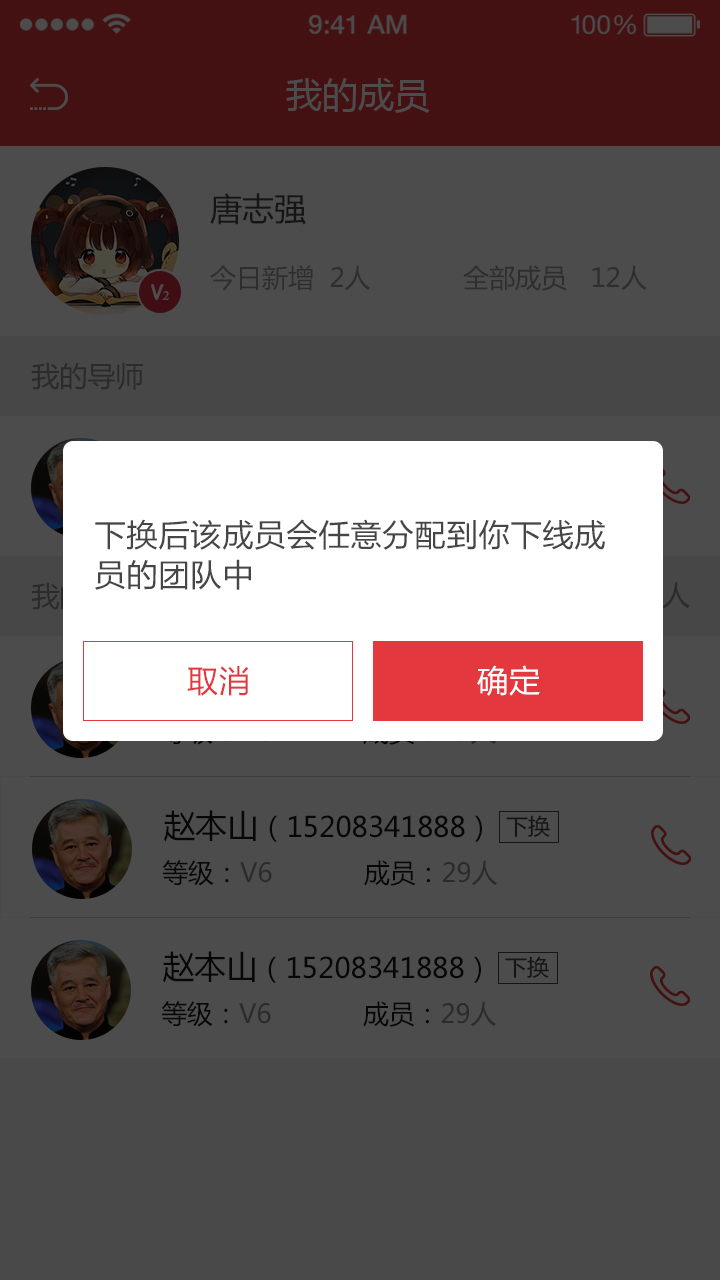 9:41 AM 100%
我的成员
唐志强
V2
今日新增 2人 全部成员 12人
我的导师
下换后该成员会任意分配到你下线成
员的团队中
我 人
取消 确定
赵本山（15208341888）下换
等级：V6 成员：29人
赵本山（15208341888）下换
等级：V6 成员：29人